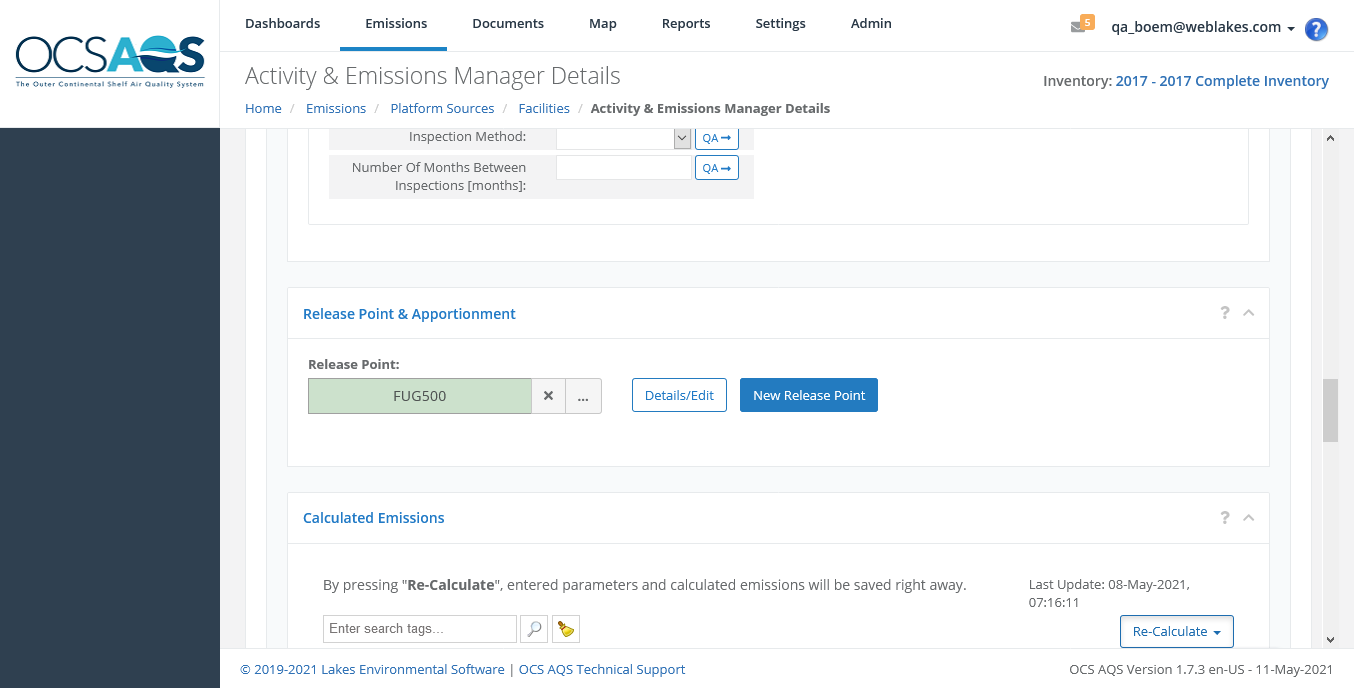 Dashboards Emissions Documents Map Reports Settings Admin 5 qa_boem@weblakes.com ?
OCSAQS
The Outer Continental Shelf Air Quality System
Activity & Emissions Manager Details
Inventory: 2017 - 2017 Complete Inventory
Home / Emissions / Platform Sources / Facilities / Activity & Emissions Manager Details
Inspection Method: QA
Number Of Months Between QA
Inspections [months]:
Release Point & Apportionment ?
Release Point:
FUG500 ... Details/Edit New Release Point
Calculated Emissions ?
By pressing "Re-Calculate", entered parameters and calculated emissions will be saved right away.
Last Update: 08-May-2021,
07:16:11
Enter search tags...
Re-Calculate
© 2019-2021 Lakes Environmental Software | OCS AQS Technical Support
OCS AQS Version 1.7.3 en-US - 11-May-2021